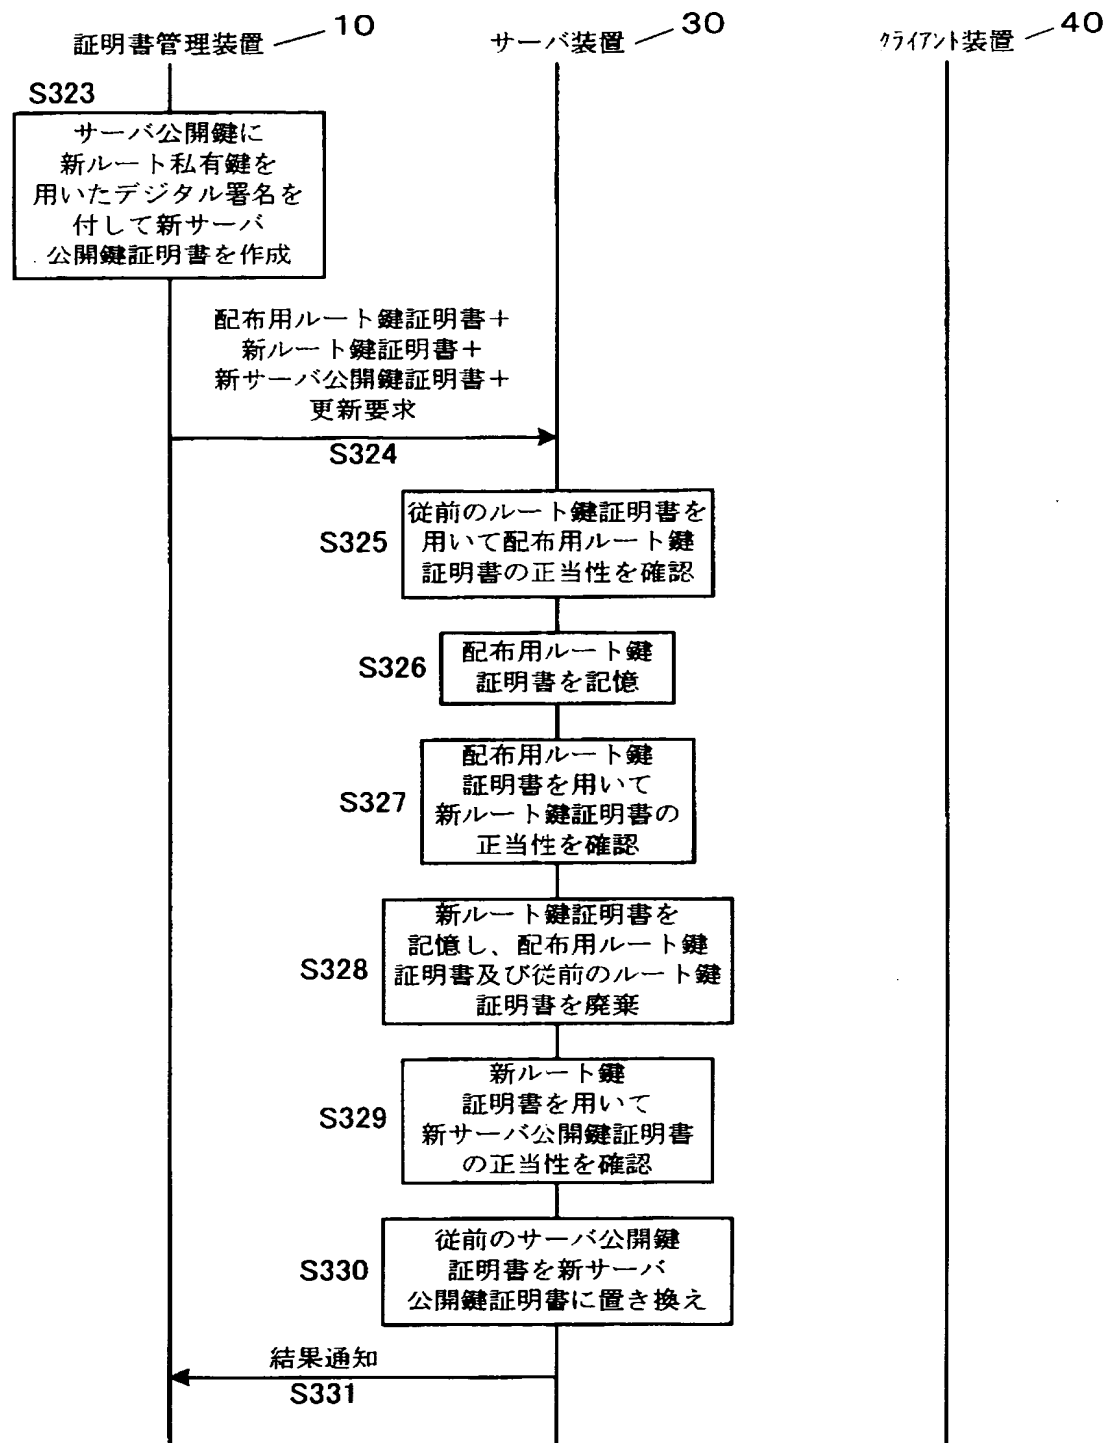 証明書管理装置 10
サーバ装置 30
クライアント装置 40
S323
サーバ公開鍵に
新ルート私有鍵を
用いたデジタル署名を
付して新サーバ
公開鍵証明書を作成
配布用ルート鍵証明書＋
新ルート鍵証明書＋
新サーバ公開鍵証明書＋
更新要求
S324
S325
従前のルート鍵証明書を
用いて配布用ルート鍵
証明書の正当性を確認
S326
配布用ルート鍵
証明書を記憶
S327
配布用ルート鍵
証明書を用いて
新ルート鍵証明書の
正当性を確認
S328
新ルート鍵証明書を
記憶し、配布用ルート鍵
証明書及び従前のルート鍵
証明書を廃棄
S329
新ルート鍵
証明書を用いて
新サーバ公開鍵証明書
の正当性を確認
S330
従前のサーバ公開鍵
証明書を新サーバ
公開鍵証明書に置き換え
結果通知
S331